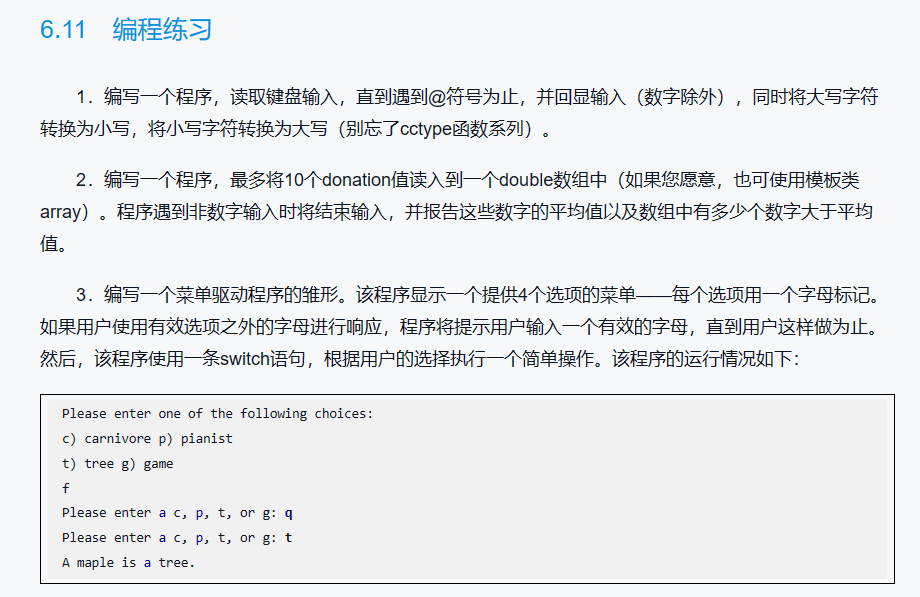 6.11 编程练习
1．编写一个程序，读取键盘输入，直到遇到@符号为止，并回显输入（数字除外），同时将大写字符
转换为小写，将小写字符转换为大写（别忘了cctype函数系列）。
2．编写一个程序，最多将10个donation值读入到一个double数组中（如果您愿意，也可使用模板类
array）。程序遇到非数字输入时将结束输入，并报告这些数字的平均值以及数组中有多少个数字大于平均
值。
3．编写一个菜单驱动程序的雏形。该程序显示一个提供4个选项的菜单——每个选项用一个字母标记。
如果用户使用有效选项之外的字母进行响应，程序将提示用户输入一个有效的字母，直到用户这样做为止。
然后，该程序使用一条switch语句，根据用户的选择执行一个简单操作。该程序的运行情况如下：
Please enter one of the following choices:
c) carnivore p) pianist
t) tree g) game
f
Please enter a c, p, t, or g: q
Please enter a c, p, t, or g: t
A maple is a tree.